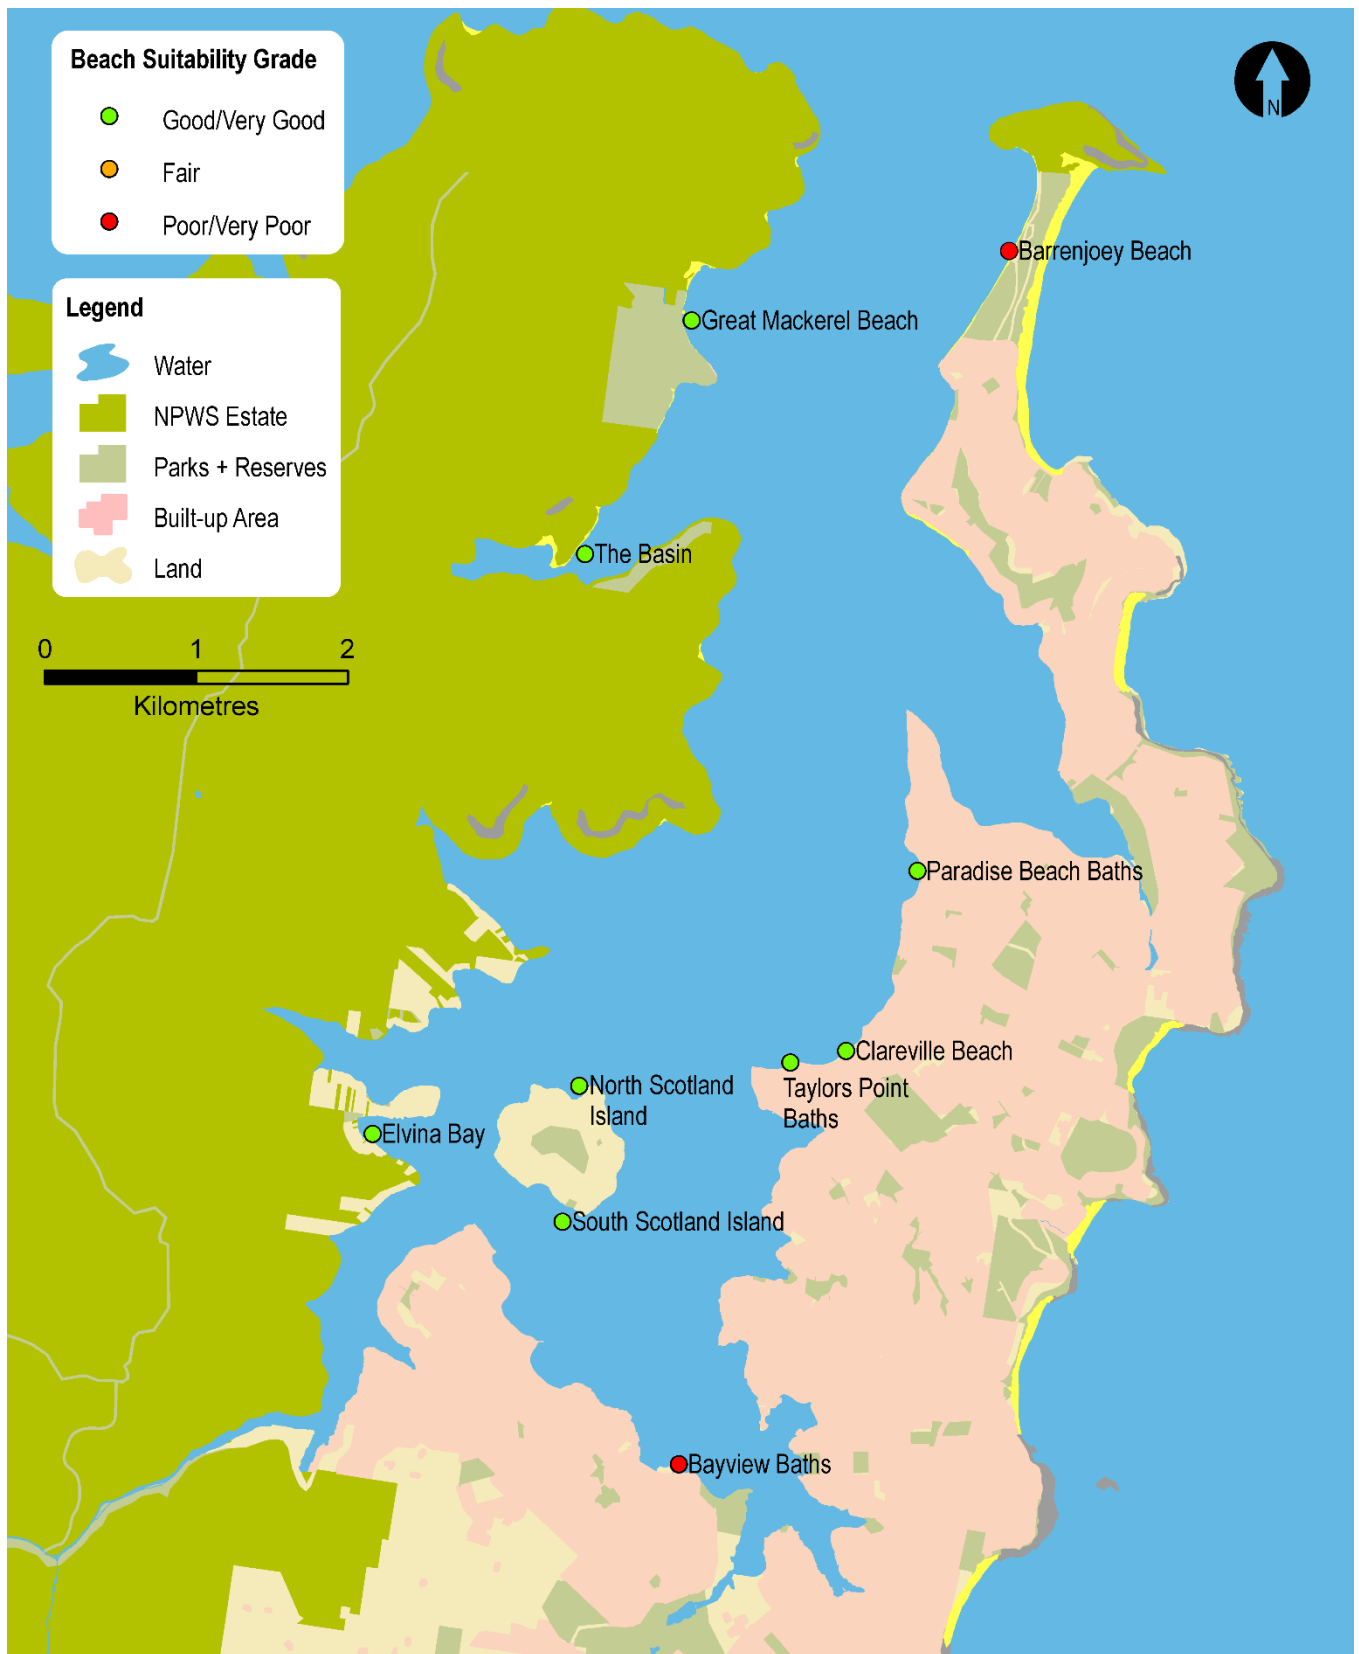 Beach Suitability Grade
Good/Very Good
Fair
Poor/Very Poor
Legend
Water
NPWS Estate
Parks + Reserves
Built-up Area
Land
0 1 2
Kilometres
N
Barrenjoey Beach
Great Mackerel Beach
The Basin
Paradise Beach Baths
Clareville Beach
Taylors Point
Baths
North Scotland
Island
Elvina Bay
South Scotland Island
Bayview Baths